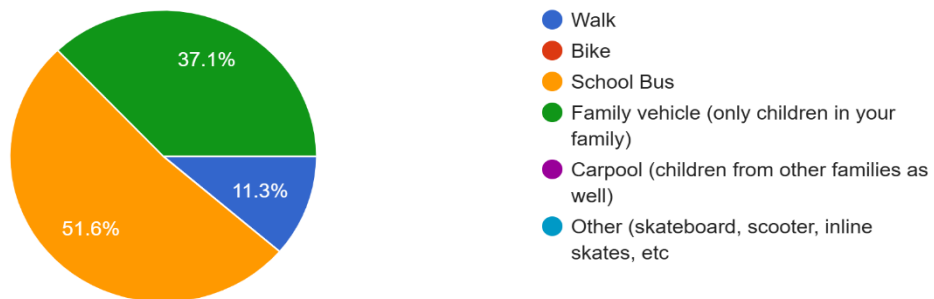 37.1%
11.3%
51.6%
Walk
Bike
School Bus
Family vehicle (only children in your
family)
Carpool (children from other families as
well)
Other (skateboard, scooter, inline
skates, etc